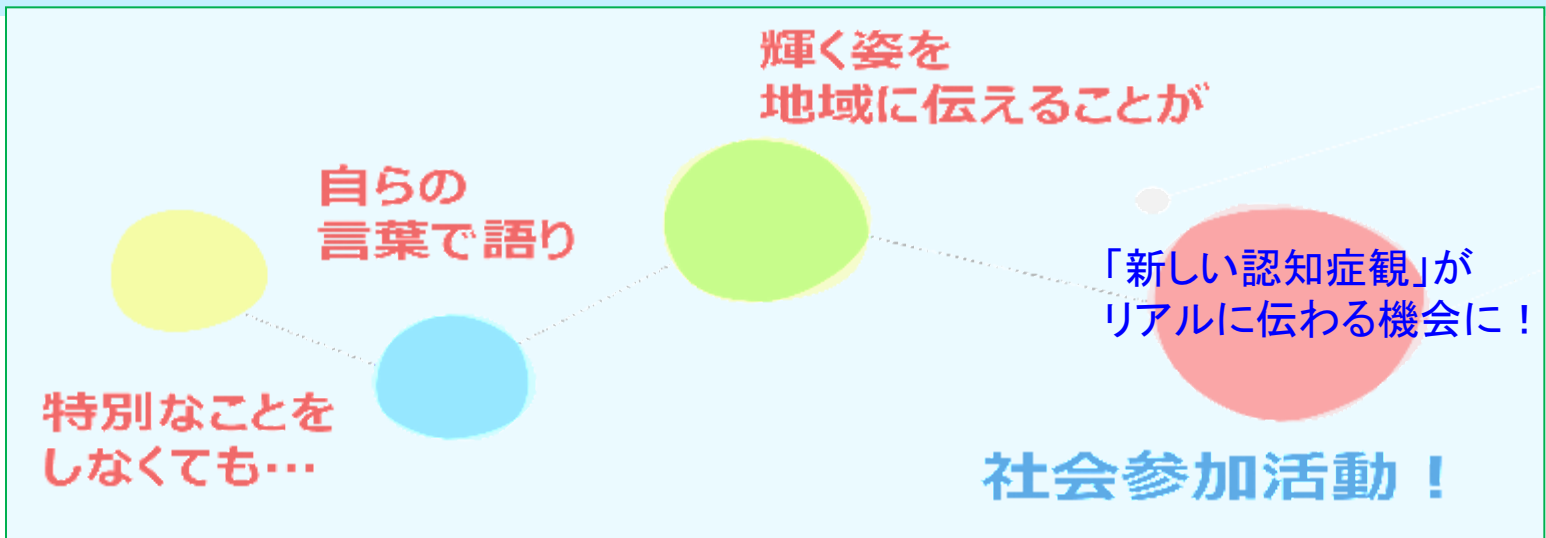 特別なことを
しなくても…
自らの
言葉で語り
輝く姿を
地域に伝えることが
社会参加活動！
「新しい認知症観」が
リアルに伝わる機会に！